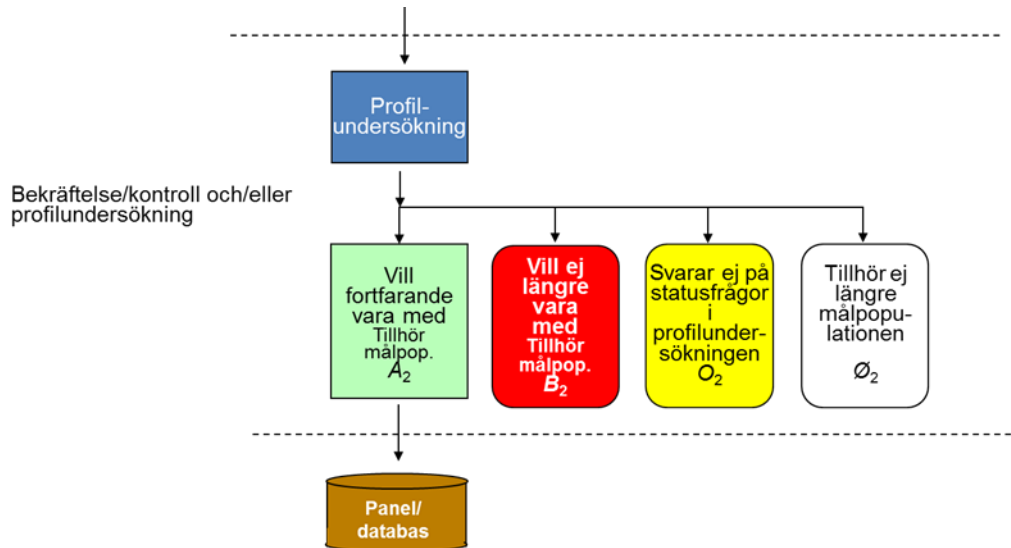 Profil-
undersökning
Bekräftelse/kontroll och/eller
profilundersökning
Vill
fortfarande
vara med
Tillhör
målpop.
A₂
Vill ej
längre
vara
med
Tillhör
målpop.
B₂
Svarar ej på
statusfrågor
i
profilunder-
sökningen
O₂
Tillhör ej
längre
målpopu-
lationen
Ø₂
Panel/
databas